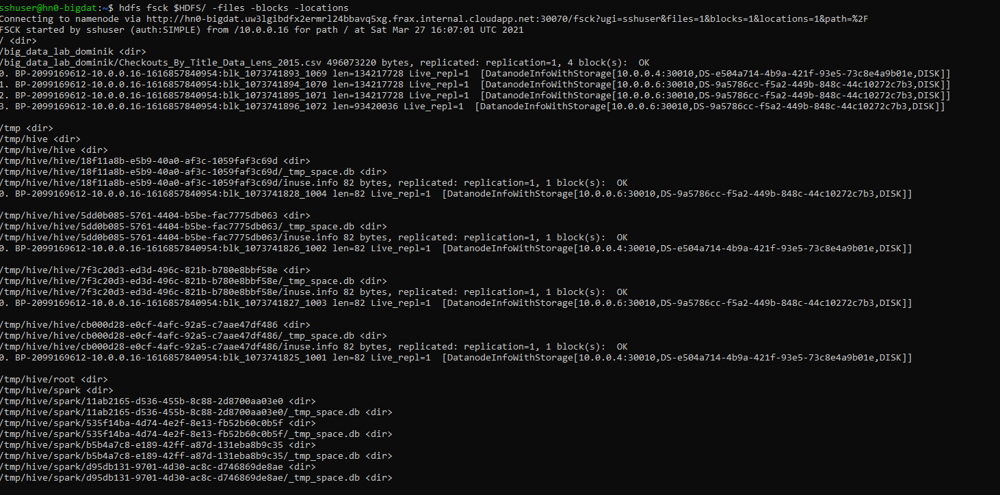 sshuser@hn0-bigdat:~$ hdfs fsck $HDFS/ -files -blocks -locations
Connecting to namenode via http://hn0-bigdat.uw3lgibdfx2ermrl24bbavq5xg.frax.internal.cloudapp.net:30070/fsck?ugi=sshuser&files=1&blocks=1&locations=1&path=%2F
FSCK started by sshuser (auth:SIMPLE) from /10.0.0.16 for path / at Sat Mar 27 16:07:01 UTC 2021
/ <dir>
/big_data_lab_dominik <dir>
/big_data_lab_dominik/Checkouts_By_Title_Data_Lens_2015.csv 496073220 bytes, replicated: replication=1, 4 block(s):  OK
0. BP-2099169612-10.0.0.16-1616857840954:blk_1073741893_1069 len=134217728 Live_repl=1  [DatanodeInfoWithStorage[10.0.0.4:30010,DS-e504a714-4b9a-421f-93e5-73c8e4a9b01e,DISK]]
1. BP-2099169612-10.0.0.16-1616857840954:blk_1073741894_1070 len=134217728 Live_repl=1  [DatanodeInfoWithStorage[10.0.0.6:30010,DS-9a5786cc-f5a2-449b-848c-44c10272c7b3,DISK]]
2. BP-2099169612-10.0.0.16-1616857840954:blk_1073741895_1071 len=134217728 Live_repl=1  [DatanodeInfoWithStorage[10.0.0.6:30010,DS-9a5786cc-f5a2-449b-848c-44c10272c7b3,DISK]]
3. BP-2099169612-10.0.0.16-1616857840954:blk_1073741896_1072 len=93420036 Live_repl=1  [DatanodeInfoWithStorage[10.0.0.6:30010,DS-9a5786cc-f5a2-449b-848c-44c10272c7b3,DISK]]

/tmp <dir>
/tmp/hive <dir>
/tmp/hive/hive <dir>
/tmp/hive/hive/18f11a8b-e5b9-40a0-af3c-1059faf3c69d <dir>
/tmp/hive/hive/18f11a8b-e5b9-40a0-af3c-1059faf3c69d/_tmp_space.db <dir>
/tmp/hive/hive/18f11a8b-e5b9-40a0-af3c-1059faf3c69d/inuse.info 82 bytes, replicated: replication=1, 1 block(s):  OK
0. BP-2099169612-10.0.0.16-1616857840954:blk_1073741828_1004 len=82 Live_repl=1  [DatanodeInfoWithStorage[10.0.0.6:30010,DS-9a5786cc-f5a2-449b-848c-44c10272c7b3,DISK]]

/tmp/hive/hive/5dd0b085-5761-4404-b5be-fac7775db063 <dir>
/tmp/hive/hive/5dd0b085-5761-4404-b5be-fac7775db063/_tmp_space.db <dir>
/tmp/hive/hive/5dd0b085-5761-4404-b5be-fac7775db063/inuse.info 82 bytes, replicated: replication=1, 1 block(s):  OK
0. BP-2099169612-10.0.0.16-1616857840954:blk_1073741826_1002 len=82 Live_repl=1  [DatanodeInfoWithStorage[10.0.0.4:30010,DS-e504a714-4b9a-421f-93e5-73c8e4a9b01e,DISK]]

/tmp/hive/hive/7f3c20d3-ed3d-496c-821b-b780e8bbf58e <dir>
/tmp/hive/hive/7f3c20d3-ed3d-496c-821b-b780e8bbf58e/_tmp_space.db <dir>
/tmp/hive/hive/7f3c20d3-ed3d-496c-821b-b780e8bbf58e/inuse.info 82 bytes, replicated: replication=1, 1 block(s):  OK
0. BP-2099169612-10.0.0.16-1616857840954:blk_1073741827_1003 len=82 Live_repl=1  [DatanodeInfoWithStorage[10.0.0.6:30010,DS-9a5786cc-f5a2-449b-848c-44c10272c7b3,DISK]]

/tmp/hive/hive/cb000d28-e0cf-4afc-92a5-c7aae47df486 <dir>
/tmp/hive/hive/cb000d28-e0cf-4afc-92a5-c7aae47df486/_tmp_space.db <dir>
/tmp/hive/hive/cb000d28-e0cf-4afc-92a5-c7aae47df486/inuse.info 82 bytes, replicated: replication=1, 1 block(s):  OK
0. BP-2099169612-10.0.0.16-1616857840954:blk_1073741825_1001 len=82 Live_repl=1  [DatanodeInfoWithStorage[10.0.0.4:30010,DS-e504a714-4b9a-421f-93e5-73c8e4a9b01e,DISK]]

/tmp/hive/root <dir>
/tmp/hive/spark <dir>
/tmp/hive/spark/11ab2165-d536-455b-8c88-2d8700aa03e0 <dir>
/tmp/hive/spark/11ab2165-d536-455b-8c88-2d8700aa03e0/_tmp_space.db <dir>
/tmp/hive/spark/535f14ba-4d74-4e2f-8e13-fb52b60c0b5f <dir>
/tmp/hive/spark/535f14ba-4d74-4e2f-8e13-fb52b60c0b5f/_tmp_space.db <dir>
/tmp/hive/spark/b5b4a7c8-e189-42ff-a87d-131eba8b9c35 <dir>
/tmp/hive/spark/b5b4a7c8-e189-42ff-a87d-131eba8b9c35/_tmp_space.db <dir>
/tmp/hive/spark/d95db131-9701-4d30-ac8c-d746869de8ae <dir>
/tmp/hive/spark/d95db131-9701-4d30-ac8c-d746869de8ae/_tmp_space.db <dir>